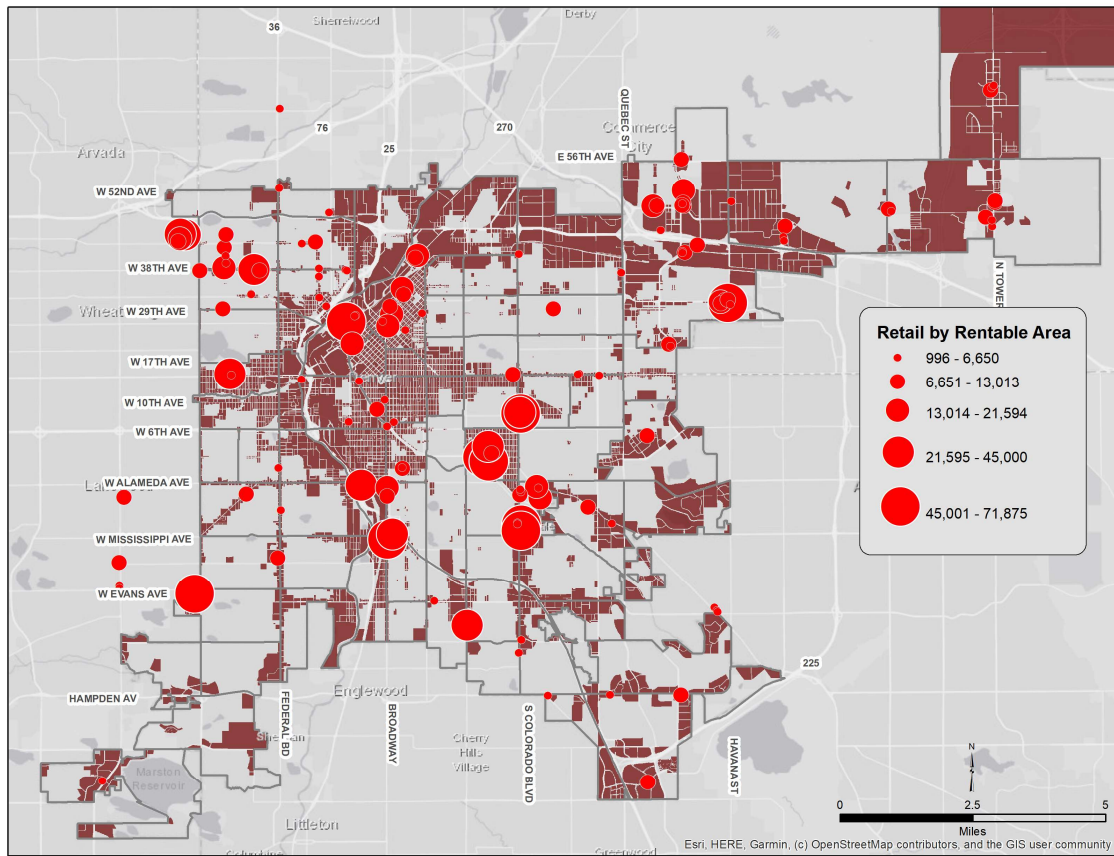 Sherrelwood
Derby
36
QUEBEC ST
76
270
Commerce
City
25
Arvada
E 56TH AVE
W 52ND AVE
W 38TH AVE
N TOWER
Wheat
W 29TH AVE
W 17TH AVE
W 10TH AVE
W 6TH AVE
W ALAMEDA AVE
W MISSISSIPPI AVE
W EVANS AVE
Retail by Rentable Area
996 - 6,650
6,651 - 13,013
13,014 - 21,594
21,595 - 45,000
45,001 - 71,875
225
Englewood
HAMPDEN AV
FEDERAL BD
BROADWAY
S COLORADO BLVD
HAVANA ST
Cherry
Hills
Village
Marston
Reservoir
N
Littleton
0
2.5
5
Miles
Greenwood
Esri, HERE, Garmin, (c) OpenStreetMap contributors, and the GIS user community